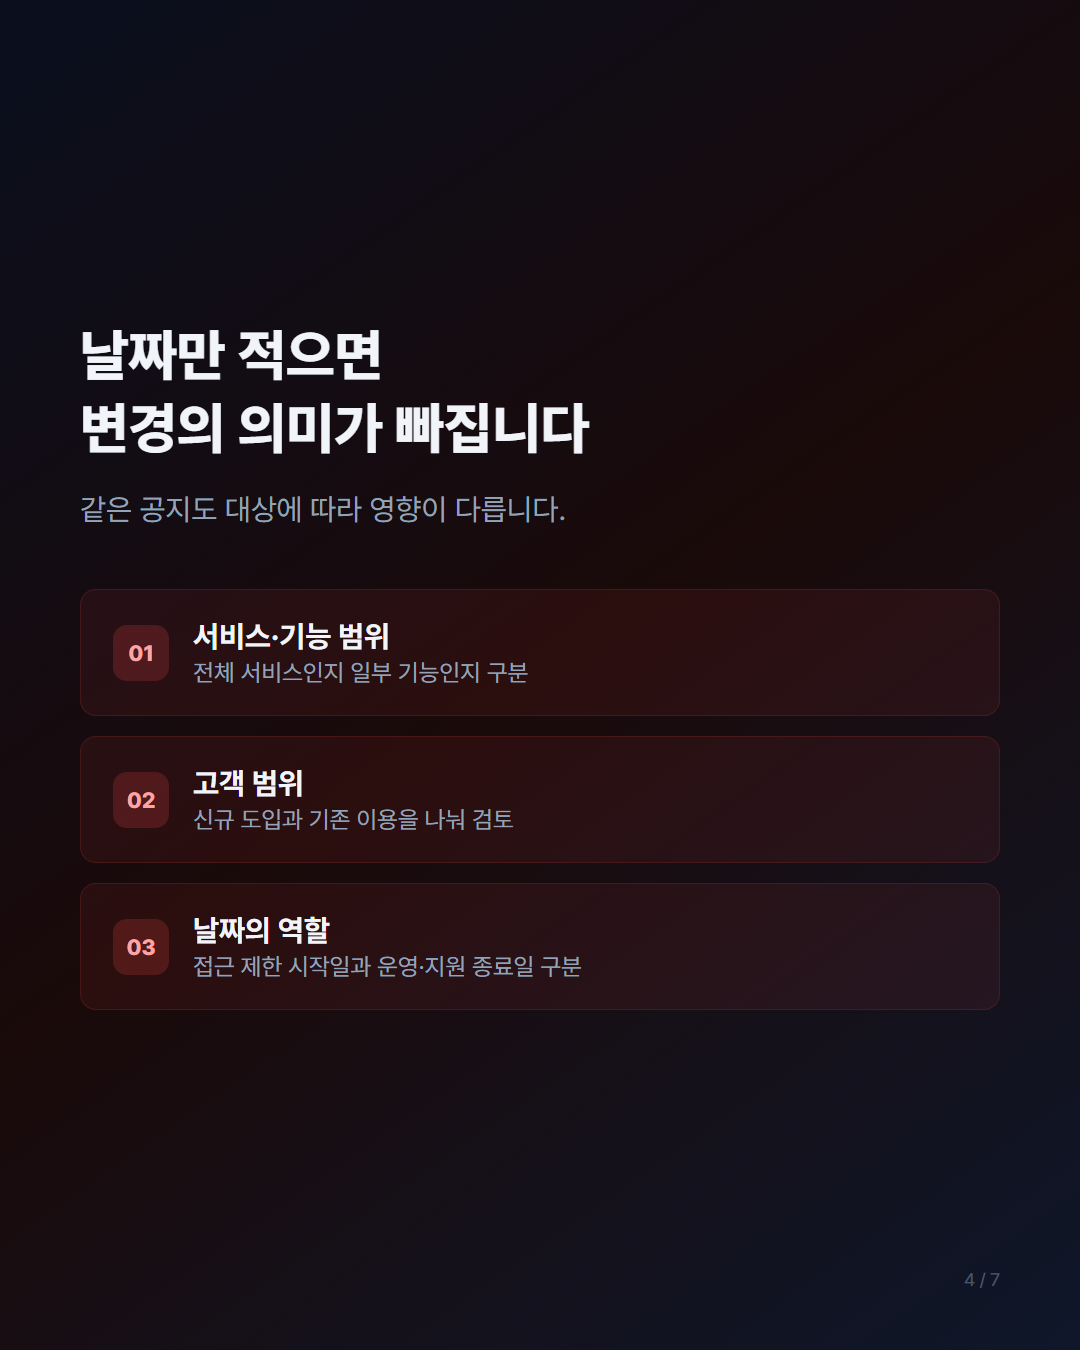 날짜만 적으면
변경의 의미가 빠집니다
같은 공지도 대상에 따라 영향이 다릅니다.
01
서비스·기능 범위
전체 서비스인지 일부 기능인지 구분
02
고객 범위
신규 도입과 기존 이용을 나눠 검토
03
날짜의 역할
접근 제한 시작일과 운영·지원 종료일 구분
4 / 7